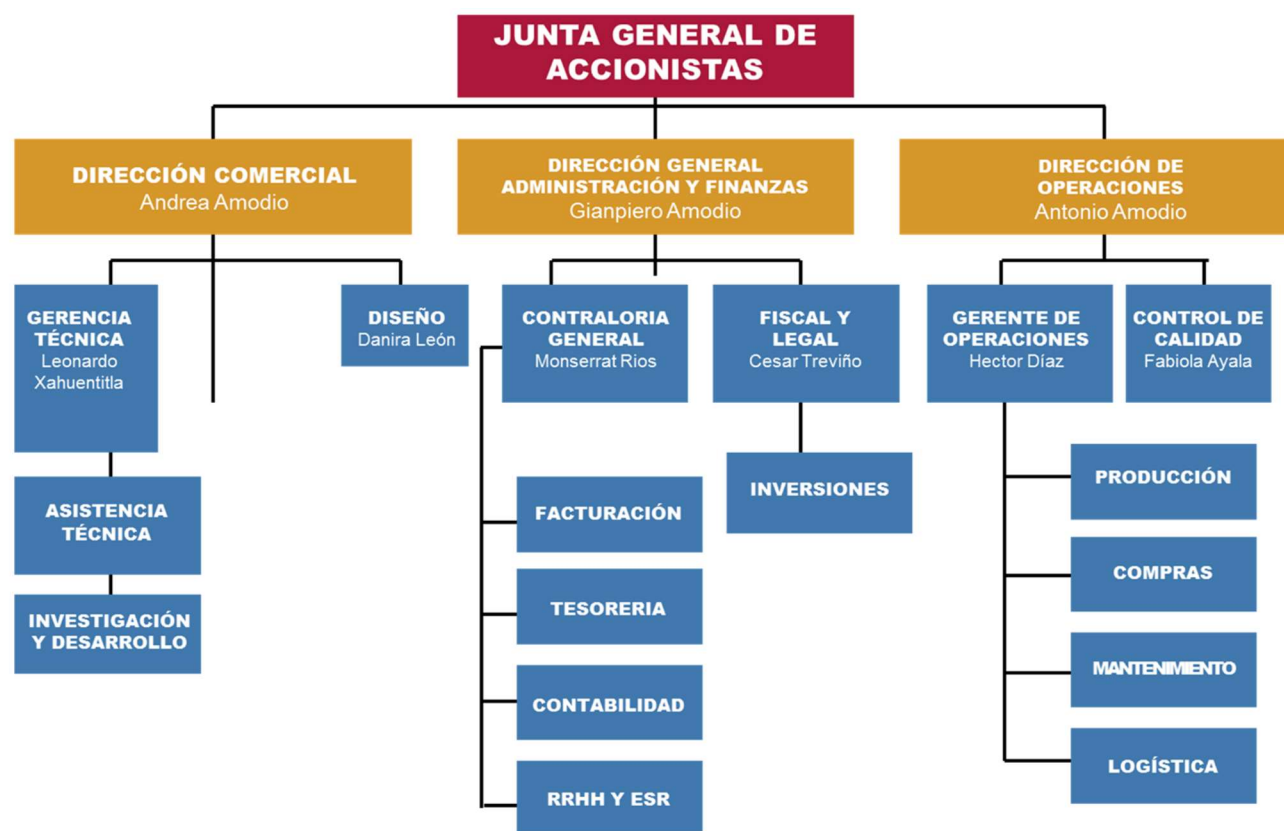 JUNTA GENERAL DE
ACCIONISTAS
DIRECCIÓN COMERCIAL
Andrea Amodio
DIRECCIÓN GENERAL
ADMINISTRACIÓN Y FINANZAS
Gianpiero Amodio
DIRECCIÓN DE
OPERACIONES
Antonio Amodio
GERENCIA
TÉCNICA
Leonardo
Xahuentitla
DISEÑO
Danira León
CONTRALORIA
GENERAL
Monserrat Rios
FISCAL Y
LEGAL
Cesar Treviño
GERENTE DE
OPERACIONES
Hector Díaz
CONTROL DE
CALIDAD
Fabiola Ayala
ASISTENCIA
TÉCNICA
INVESTIGACIÓN
Y DESARROLLO
FACTURACIÓN
TESORERIA
CONTABILIDAD
RRHH Y ESR
INVERSIONES
PRODUCCIÓN
COMPRAS
MANTENIMIENTO
LOGÍSTICA